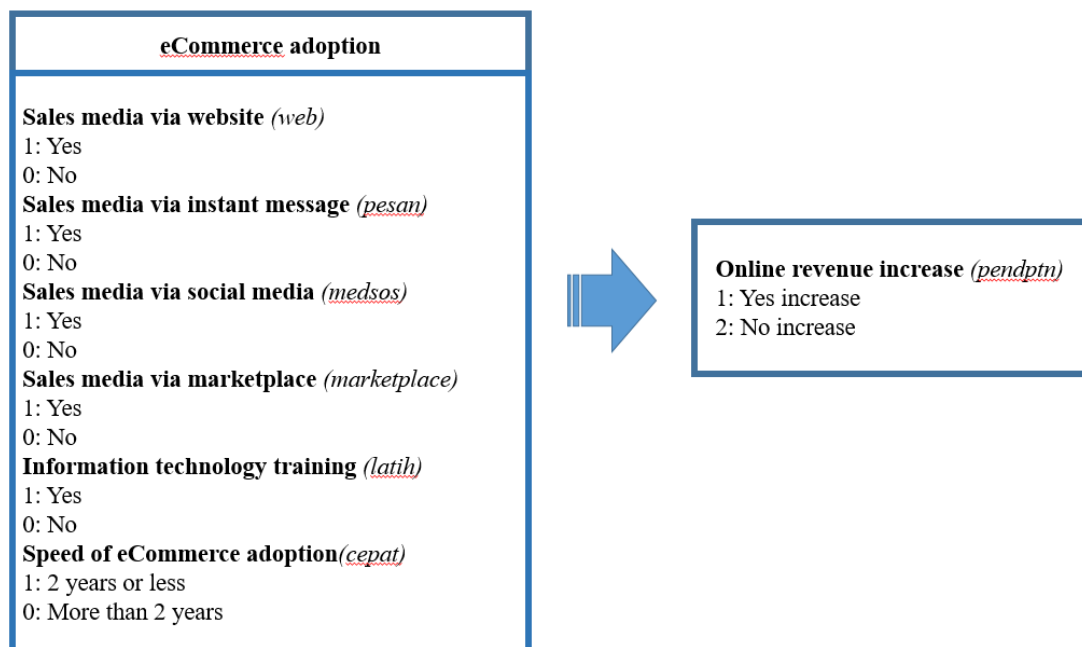 eCommerce adoption
Sales media via website (web)
1: Yes
0: No
Sales media via instant message (pesan)
1: Yes
0: No
Sales media via social media (medsos)
1: Yes
0: No
Sales media via marketplace (marketplace)
1: Yes
0: No
Information technology training (latih)
1: Yes
0: No
Speed of eCommerce adoption(cepat)
1: 2 years or less
0: More than 2 years
Online revenue increase (pendptn)
1: Yes increase
2: No increase